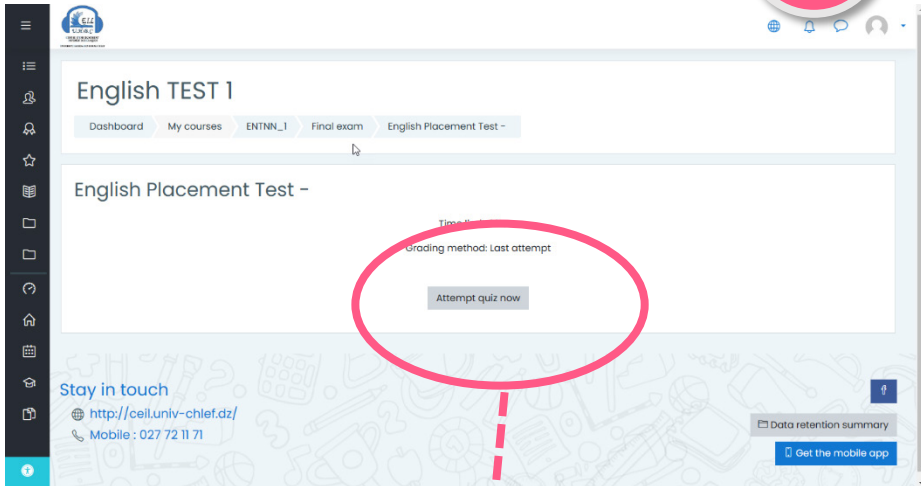 CEIL
English TEST 1
Dashboard My courses ENTNN_1 Final exam English Placement Test -
English Placement Test -
Grading method: Last attempt
Attempt quiz now
Stay in touch
http://ceil.univ-chlef.dz/
Mobile : 027 72 11 71
Data retention summary
Get the mobile app